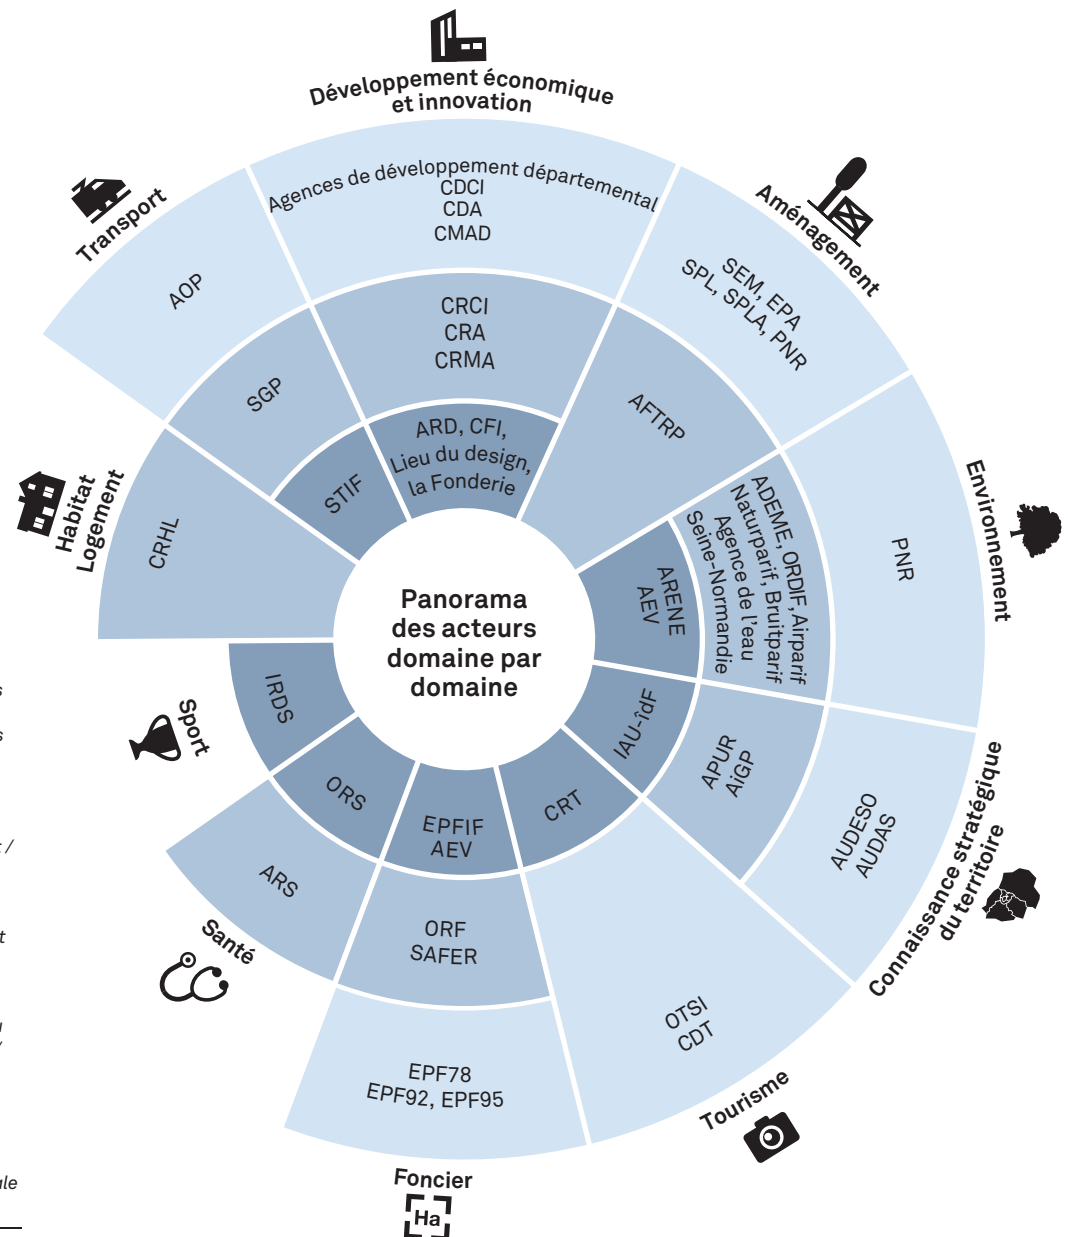 Panorama
des acteurs
domaine par
domaine
Développement économique
et innovation
Agences de développement départemental
CDCI
CDA
CMAD
CRCI
CRA
CRMA
ARD, CFI,
Lieu du design,
la Fonderie
Aménagement
SEM, EPA
SPL, SPLA, PNR
AFTRP
Environnement
PNR
ADEME, ORDIF, Airparif
Naturparif, Bruitparif
Agence de l'eau
Seine-Normandie
ARENE
AEV
Connaissance stratégique
du territoire
AUDESO
AUDAS
APUR
AiGP
IAU-îdF
Tourisme
OTSI
CDT
CRT
Foncier
Ha
EPF78
EPF92, EPF95
ORF
SAFER
EPFIF
AEV
Santé
ARS
ORS
Sport
IRDS
Habitat
Logement
CRHL
Transport
AOP
SGP
STIF